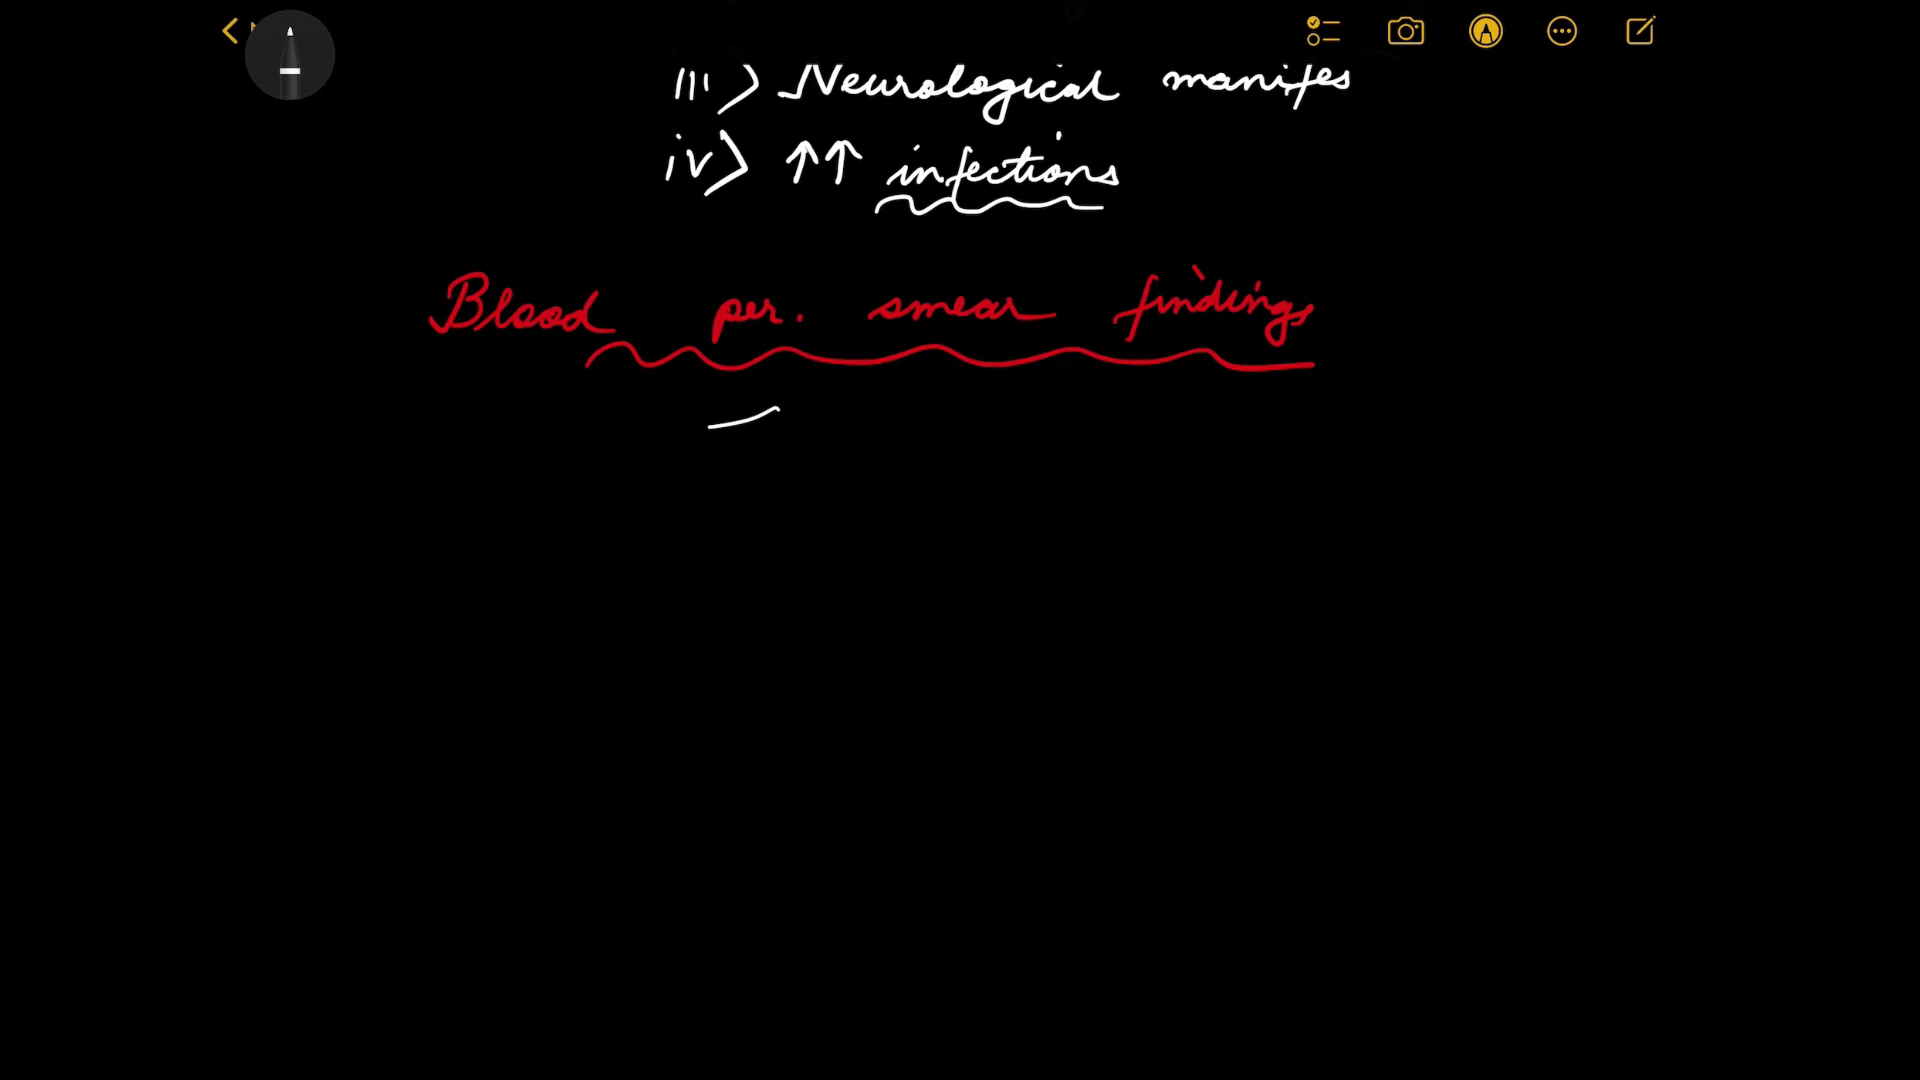 iii) Neurological manifes
iv) ↑↑ infections
Blood per. smear findings